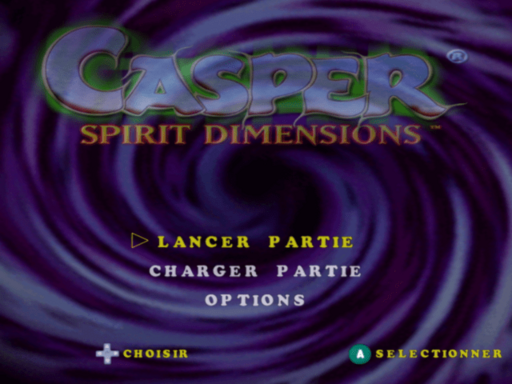 CASPER®
SPIRIT DIMENSIONS™
LANCER PARTIE
CHARGER PARTIE
OPTIONS
CHOISIR
A SELECTIONNER